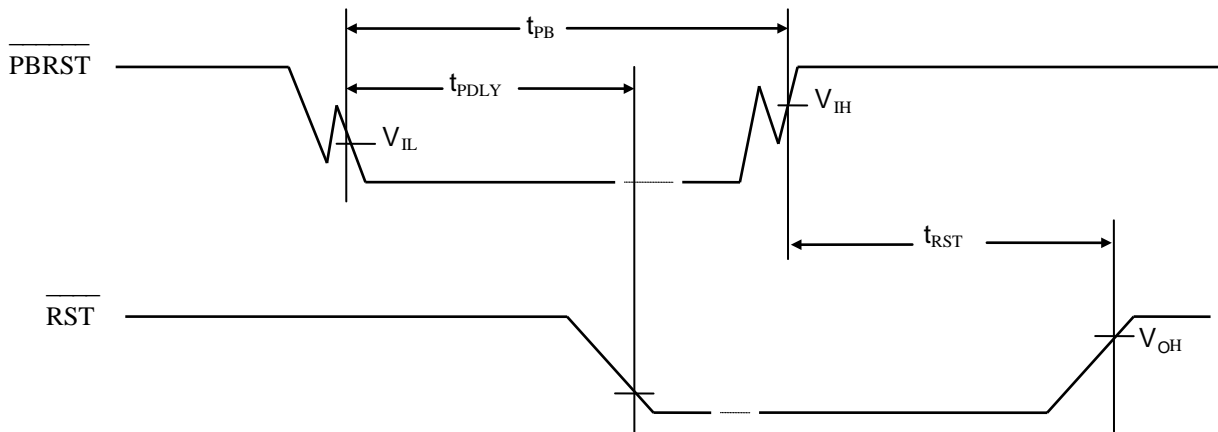 t_PB
PBRST
t_PDLY
V_IH
V_IL
t_RST
RST
V_OH